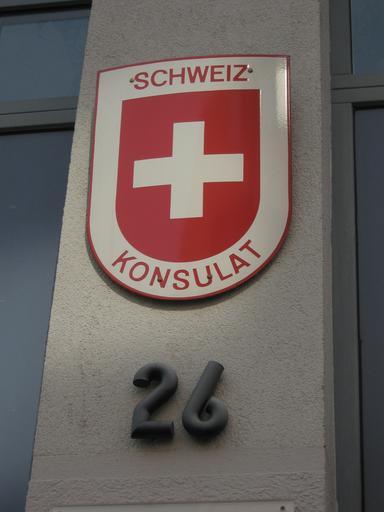 SCHWEIZ
KONSULAT
26